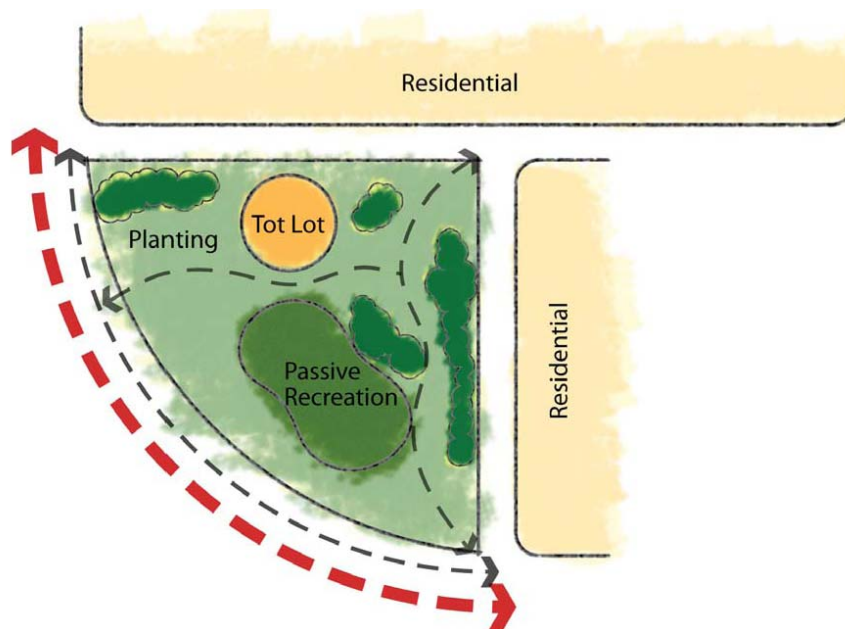 Residential
Tot Lot
Planting
Passive
Recreation
Residential